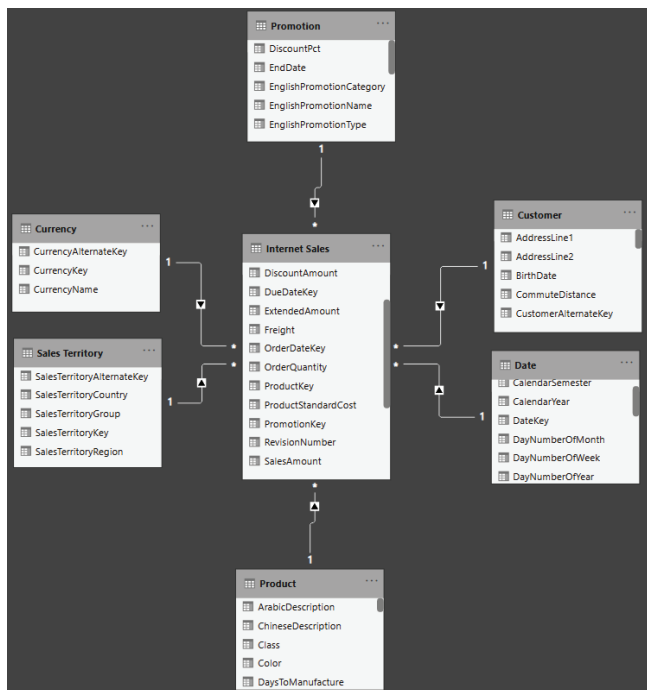 Promotion
DiscountPct
EndDate
EnglishPromotionCategory
EnglishPromotionName
EnglishPromotionType
1
*
Currency
CurrencyAlternateKey
CurrencyKey
CurrencyName
1
*
Sales Territory
SalesTerritoryAlternateKey
SalesTerritoryCountry
SalesTerritoryGroup
SalesTerritoryKey
SalesTerritoryRegion
1
*
Internet Sales
DiscountAmount
DueDateKey
ExtendedAmount
Freight
OrderDateKey
OrderQuantity
ProductKey
ProductStandardCost
PromotionKey
RevisionNumber
SalesAmount
*
Customer
AddressLine1
AddressLine2
BirthDate
CommuteDistance
CustomerAlternateKey
1
*
Date
CalendarSemester
CalendarYear
DateKey
DayNumberOfMonth
DayNumberOfWeek
DayNumberOfYear
1
*
1
Product
ArabicDescription
ChineseDescription
Class
Color
DaysToManufacture